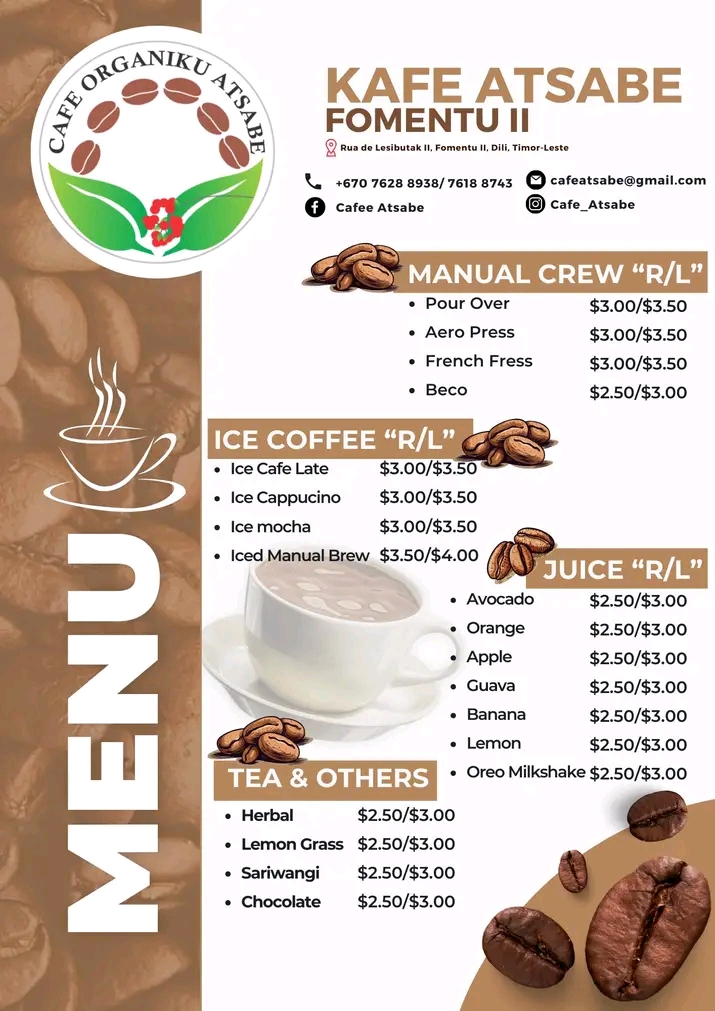 CAFE ORGANIKU ATSABE
KAFE ATSABE
FOMENTU II
Rua de Lesibutak II, Fomentu II, Dili, Timor-Leste
+670 7628 8938/ 7618 8743
cafeatsabe@gmail.com
Cafee Atsabe
Cafe_Atsabe
MENU
MANUAL CREW “R/L”
• Pour Over $3.00/$3.50
• Aero Press $3.00/$3.50
• French Fress $3.00/$3.50
• Beco $2.50/$3.00
ICE COFFEE “R/L”
• Ice Cafe Late $3.00/$3.50
• Ice Cappucino $3.00/$3.50
• Ice mocha $3.00/$3.50
• Iced Manual Brew $3.50/$4.00
JUICE “R/L”
• Avocado $2.50/$3.00
• Orange $2.50/$3.00
• Apple $2.50/$3.00
• Guava $2.50/$3.00
• Banana $2.50/$3.00
• Lemon $2.50/$3.00
• Oreo Milkshake $2.50/$3.00
TEA & OTHERS
• Herbal $2.50/$3.00
• Lemon Grass $2.50/$3.00
• Sariwangi $2.50/$3.00
• Chocolate $2.50/$3.00